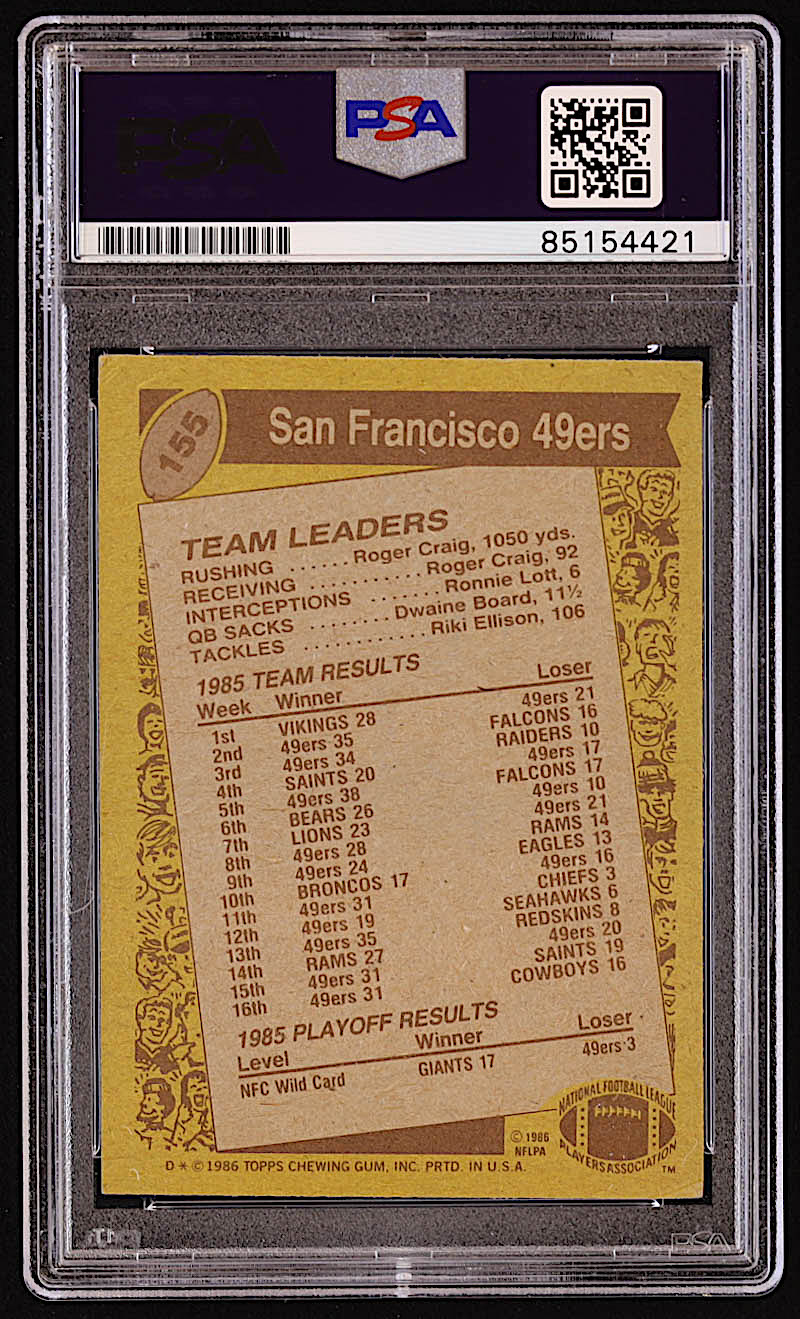 PSA
PSA
85154421
155
San Francisco 49ers
TEAM LEADERS
RUSHING ...... Roger Craig, 1050 yds.
RECEIVING ........... Roger Craig, 92
INTERCEPTIONS ....... Ronnie Lott, 6
QB SACKS ........ Dwaine Board, 11½
TACKLES ............ Riki Ellison, 106
1985 TEAM RESULTS
Week Winner Loser
1st VIKINGS 28 49ers 21
2nd 49ers 35 FALCONS 16
3rd 49ers 34 RAIDERS 10
4th SAINTS 20 49ers 17
5th 49ers 38 FALCONS 17
6th BEARS 26 49ers 10
7th LIONS 23 49ers 21
8th 49ers 28 RAMS 14
9th 49ers 24 EAGLES 13
10th BRONCOS 17 49ers 16
11th 49ers 31 CHIEFS 3
12th 49ers 19 SEAHAWKS 6
13th 49ers 35 REDSKINS 8
14th RAMS 27 49ers 20
15th 49ers 31 SAINTS 19
16th 49ers 31 COWBOYS 16
1985 PLAYOFF RESULTS
Level Winner Loser
NFC Wild Card GIANTS 17 49ers 3
© 1986
NFLPA
NATIONAL FOOTBALL LEAGUE
PLAYERS ASSOCIATION
TM
D * © 1986 TOPPS CHEWING GUM, INC. PRTD. IN U.S.A.
PSA